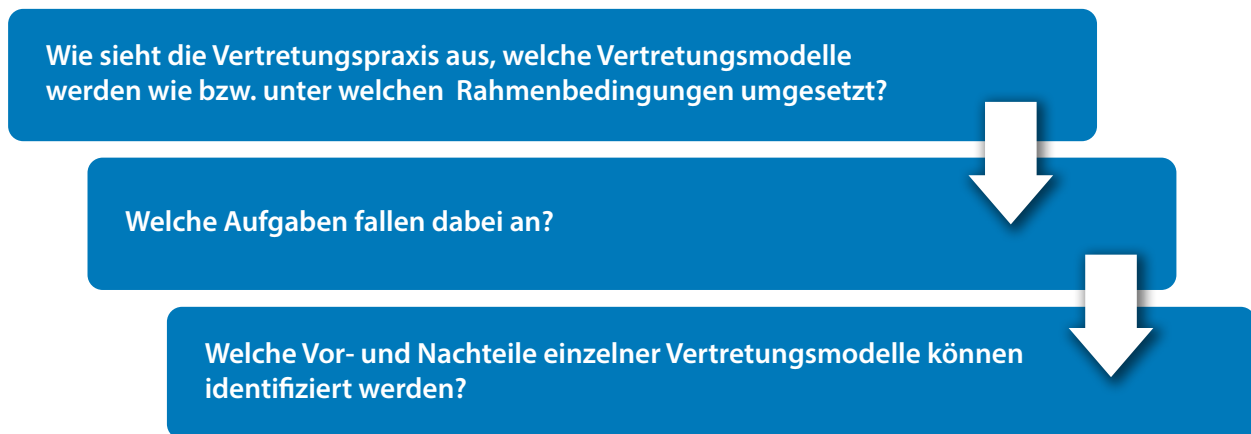 Wie sieht die Vertretungspraxis aus, welche Vertretungsmodelle
werden wie bzw. unter welchen Rahmenbedingungen umgesetzt?
Welche Aufgaben fallen dabei an?
Welche Vor- und Nachteile einzelner Vertretungsmodelle können
identifiziert werden?